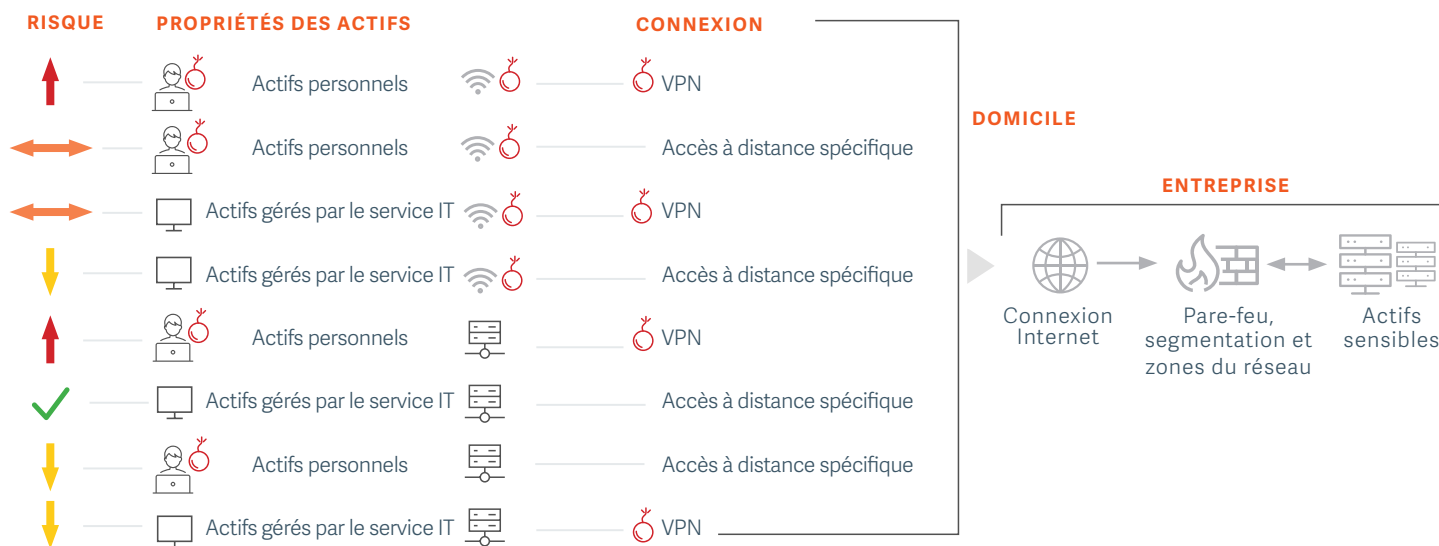 RISQUE PROPRIÉTÉS DES ACTIFS CONNEXION
Actifs personnels VPN
Actifs personnels Accès à distance spécifique
Actifs gérés par le service IT VPN
Actifs gérés par le service IT Accès à distance spécifique
Actifs personnels VPN
Actifs gérés par le service IT Accès à distance spécifique
Actifs personnels Accès à distance spécifique
Actifs gérés par le service IT VPN
DOMICILE
ENTREPRISE
Connexion
Internet
Pare-feu,
segmentation et
zones du réseau
Actifs
sensibles